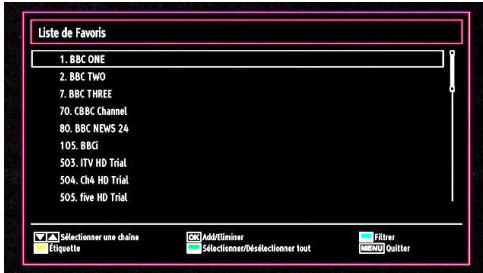 Liste de Favoris
1. BBC ONE
2. BBC TWO
7. BBC THREE
70. CBBC Channel
80. BBC NEWS 24
105. BBCi
503. ITV HD Trial
504. Ch4 HD Trial
505. five HD Trial
Sélectionner une chaîne OK Add/Eliminer Filtrer
Étiquette Sélectionner/Désélectionner tout MENU Quitter